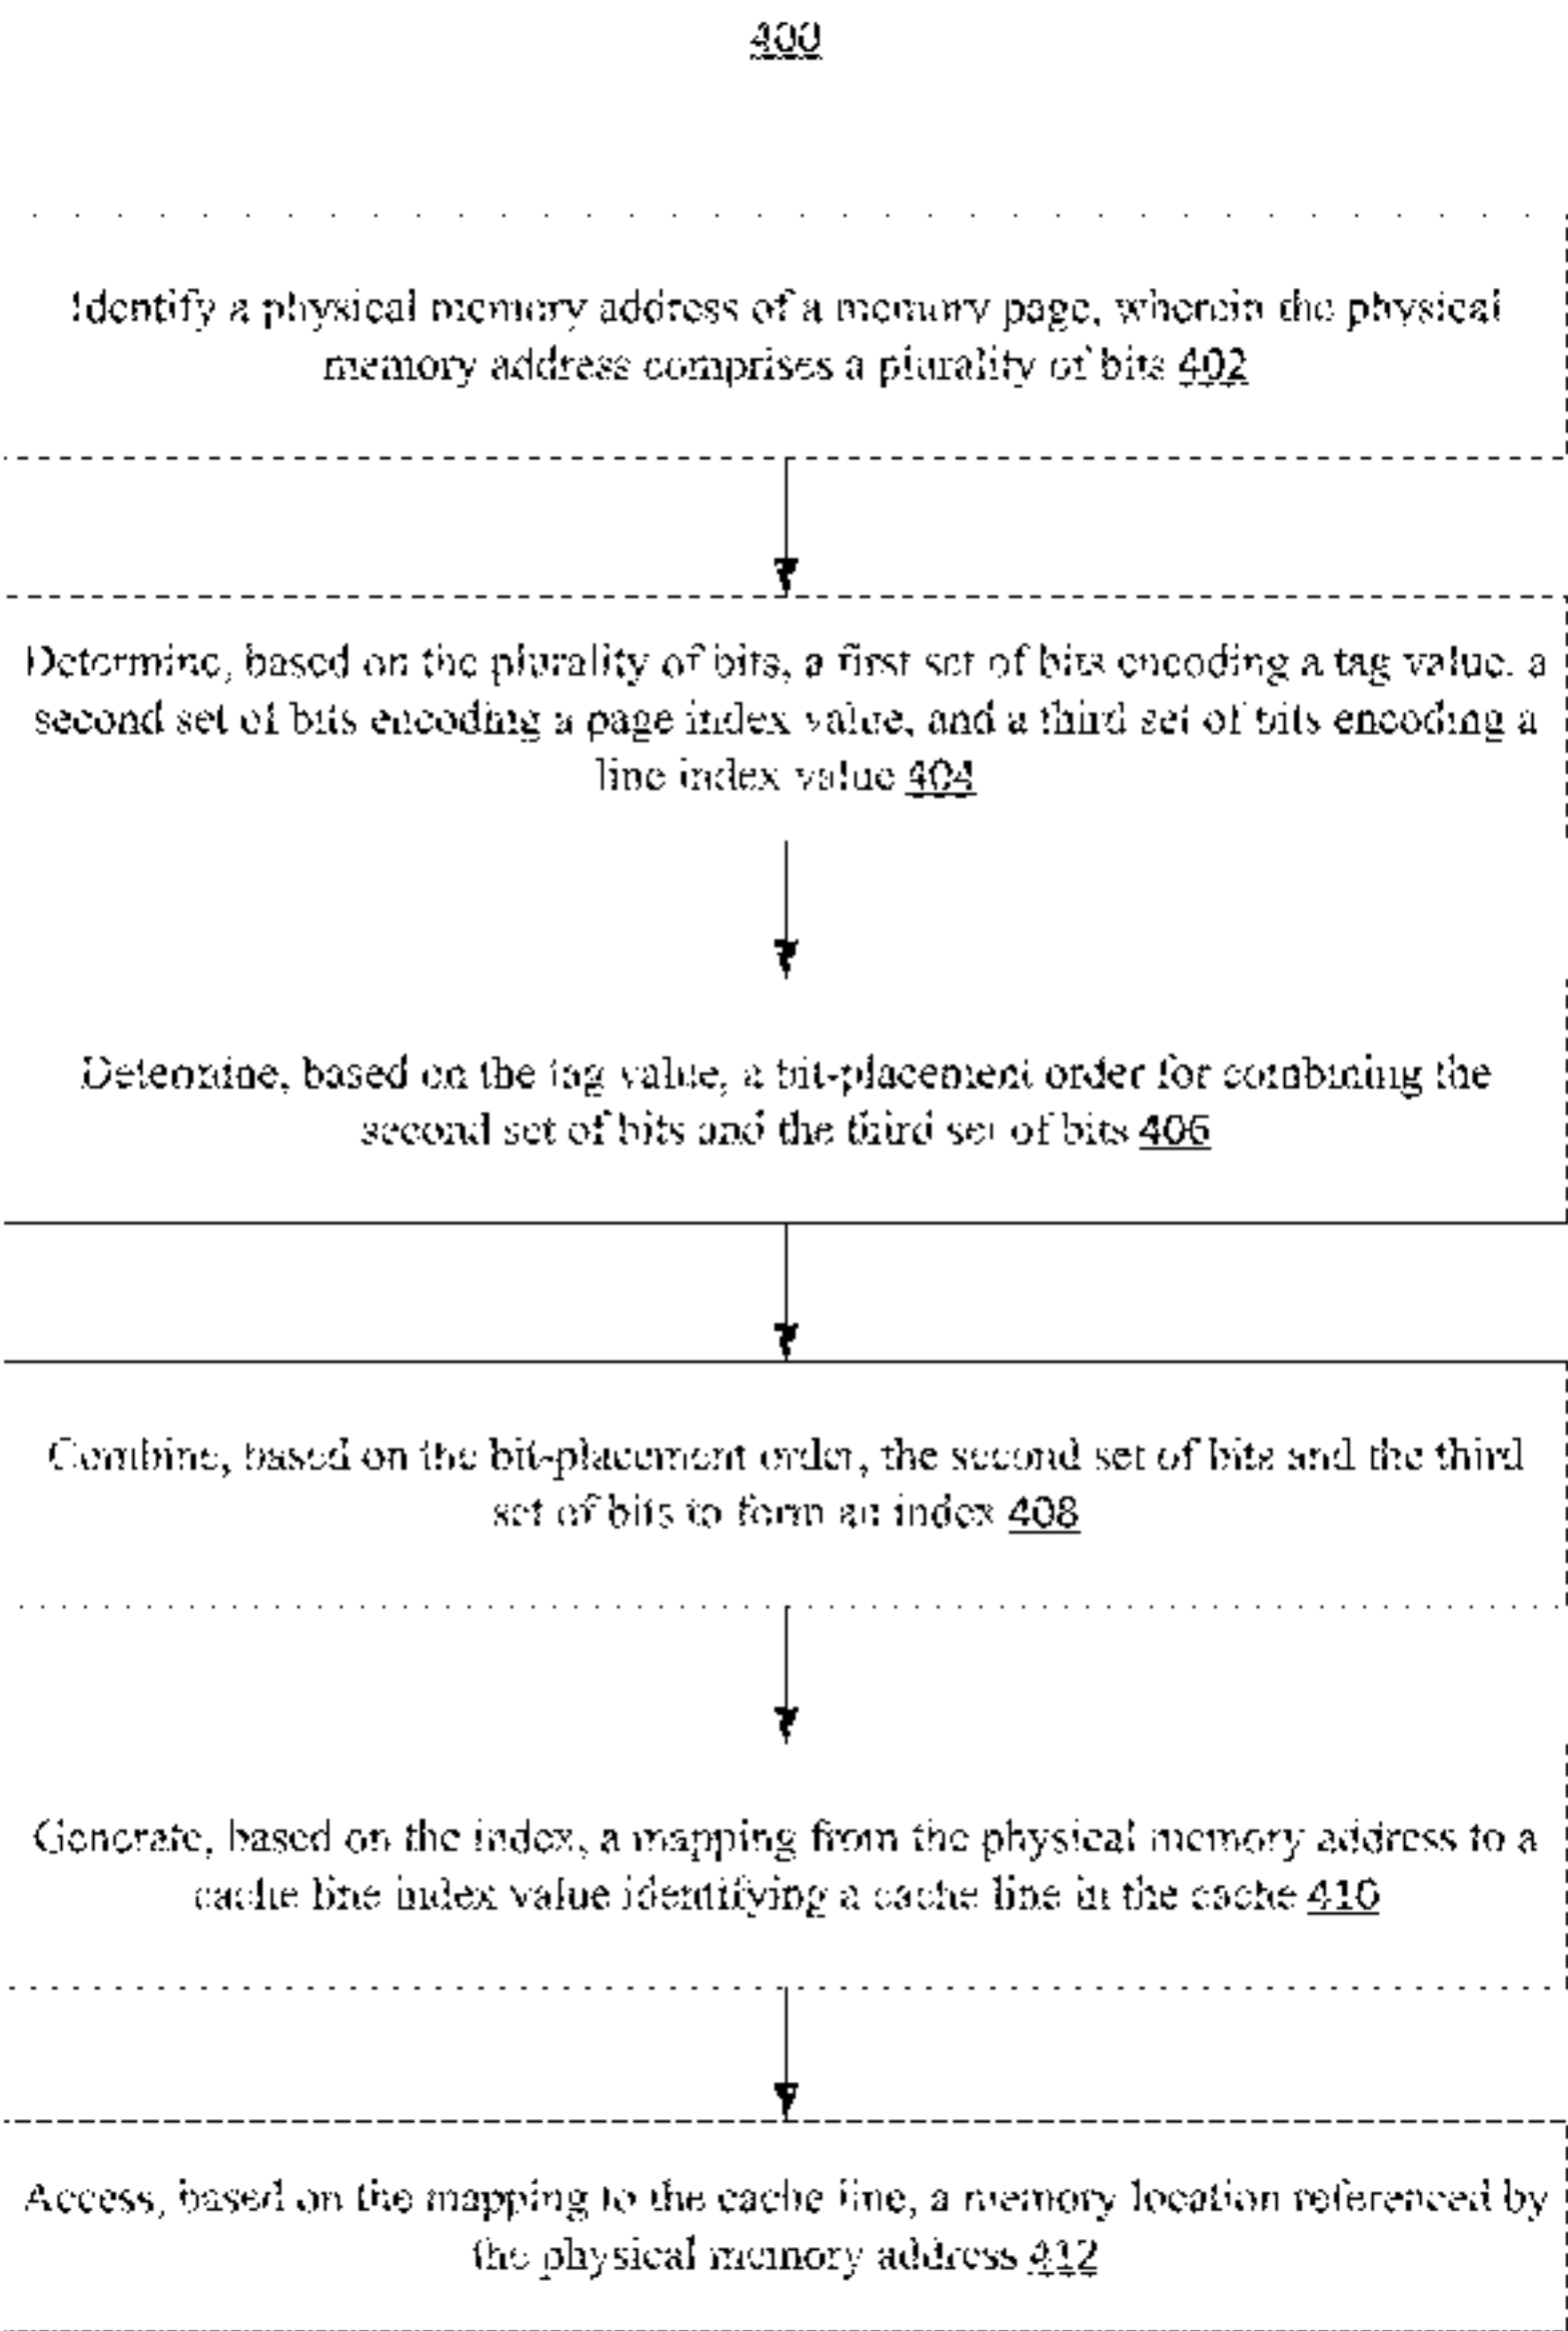 400
Identify a physical memory address of a memory page, wherein the physical
memory address comprises a plurality of bits 402
Determine, based on the plurality of bits, a first set of bits encoding a tag value, a
second set of bits encoding a page index value, and a third set of bits encoding a
line index value 404
Determine, based on the tag value, a bit-placement order for combining the
second set of bits and the third set of bits 406
Combine, based on the bit-placement order, the second set of bits and the third
set of bits to form an index 408
Generate, based on the index, a mapping from the physical memory address to a
cache line index value identifying a cache line in the cache 410
Access, based on the mapping to the cache line, a memory location referenced by
the physical memory address 412